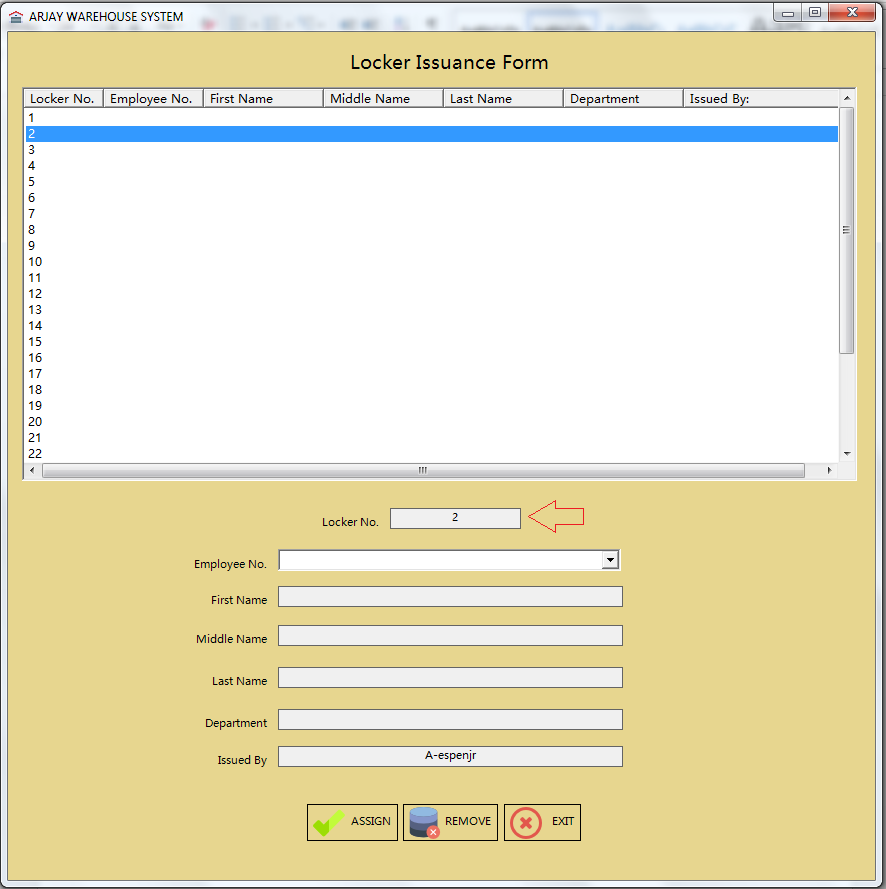 ARJAY WAREHOUSE SYSTEM
Locker Issuance Form
Locker No. Employee No. First Name Middle Name Last Name Department Issued By:
1
2
3
4
5
6
7
8
9
10
11
12
13
14
15
16
17
18
19
20
21
22
Locker No. 2
Employee No.
First Name
Middle Name
Last Name
Department
Issued By A-espenjr
ASSIGN REMOVE EXIT